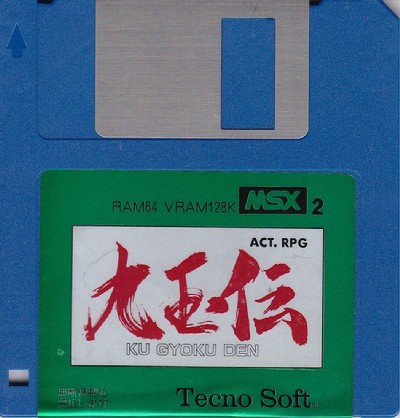 RAM64 VRAM128K MSX 2
ACT. RPG
九玉伝
KU GYOKU DEN
Tecno Soft